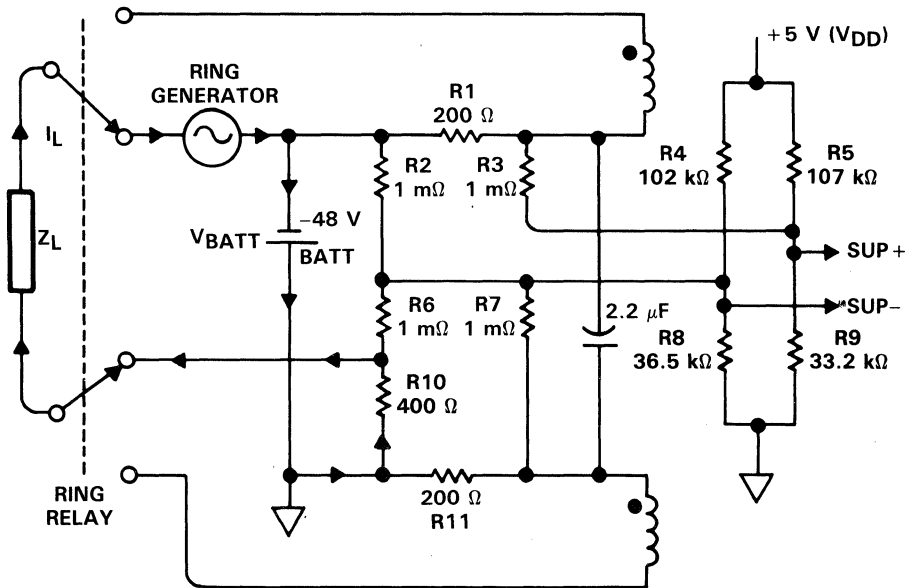 +5 V (VDD)
RING
GENERATOR
R1
200 Ω
IL
R2
1 mΩ
R3
1 mΩ
R4
102 kΩ
R5
107 kΩ
ZL
−48 V
VBATT
BATT
SUP+
SUP−
R6
1 mΩ
R7
1 mΩ
2.2 μF
R8
36.5 kΩ
R9
33.2 kΩ
R10
400 Ω
RING
RELAY
200 Ω
R11